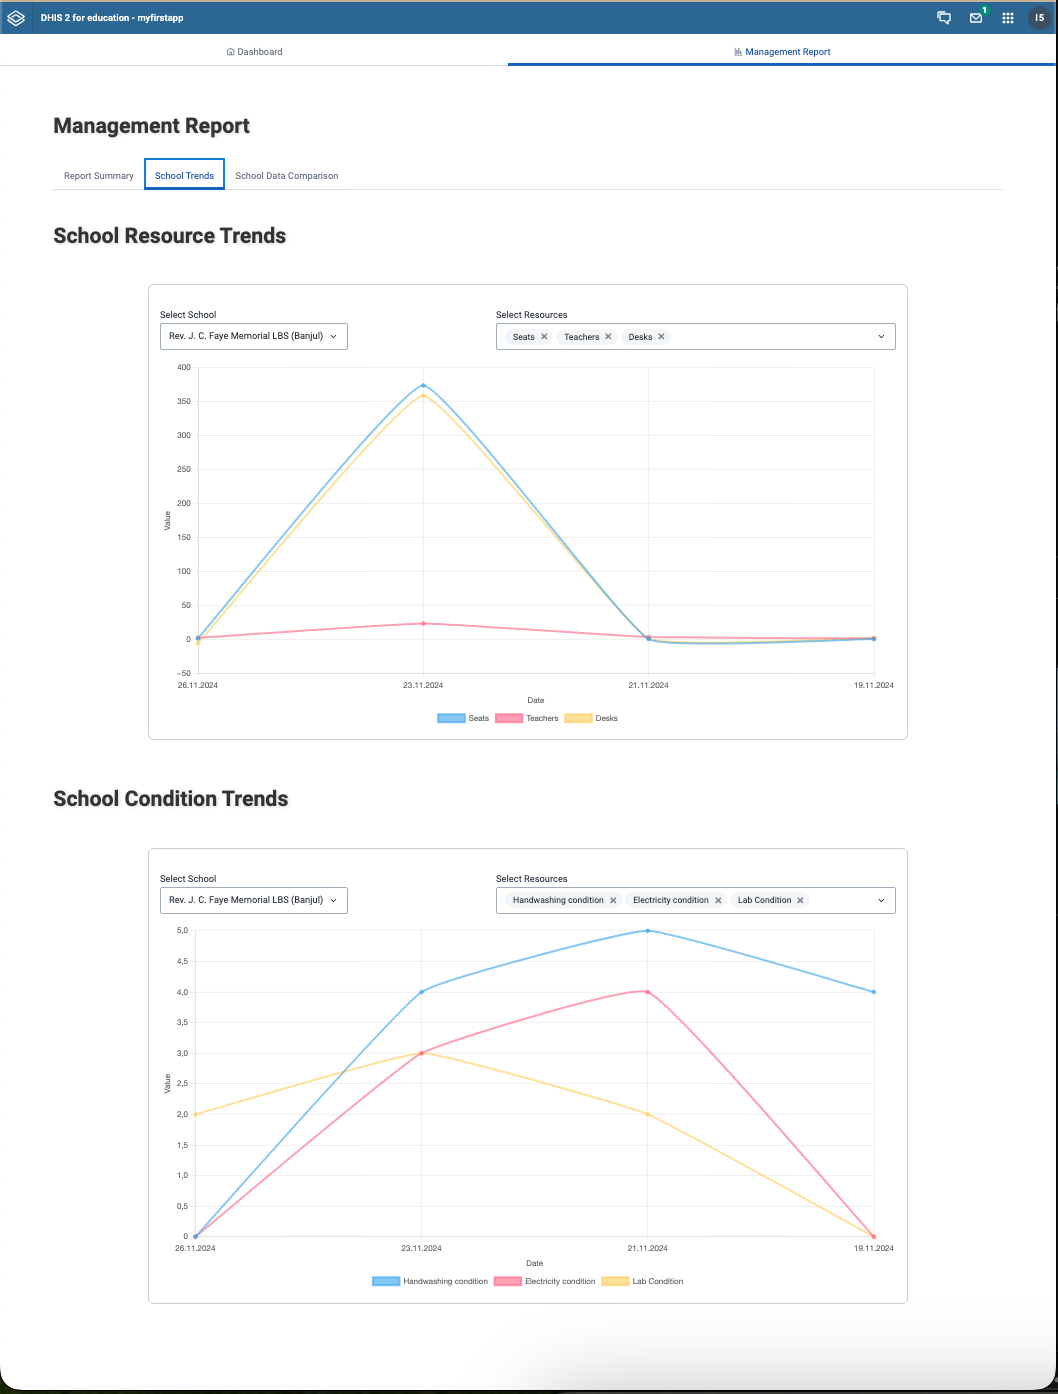 DHIS 2 for education - myfirstapp
1
I5
Dashboard
Management Report
Management Report
Report Summary
School Trends
School Data Comparison
School Resource Trends
Select School
Rev. J. C. Faye Memorial LBS (Banjul)
Select Resources
Seats
Teachers
Desks
400
350
300
250
200
150
100
50
0
-50
Value
26.11.2024
23.11.2024
21.11.2024
19.11.2024
Date
Seats
Teachers
Desks
School Condition Trends
Select School
Rev. J. C. Faye Memorial LBS (Banjul)
Select Resources
Handwashing condition
Electricity condition
Lab Condition
5,0
4,5
4,0
3,5
3,0
2,5
2,0
1,5
1,0
0,5
0
Value
26.11.2024
23.11.2024
21.11.2024
19.11.2024
Date
Handwashing condition
Electricity condition
Lab Condition